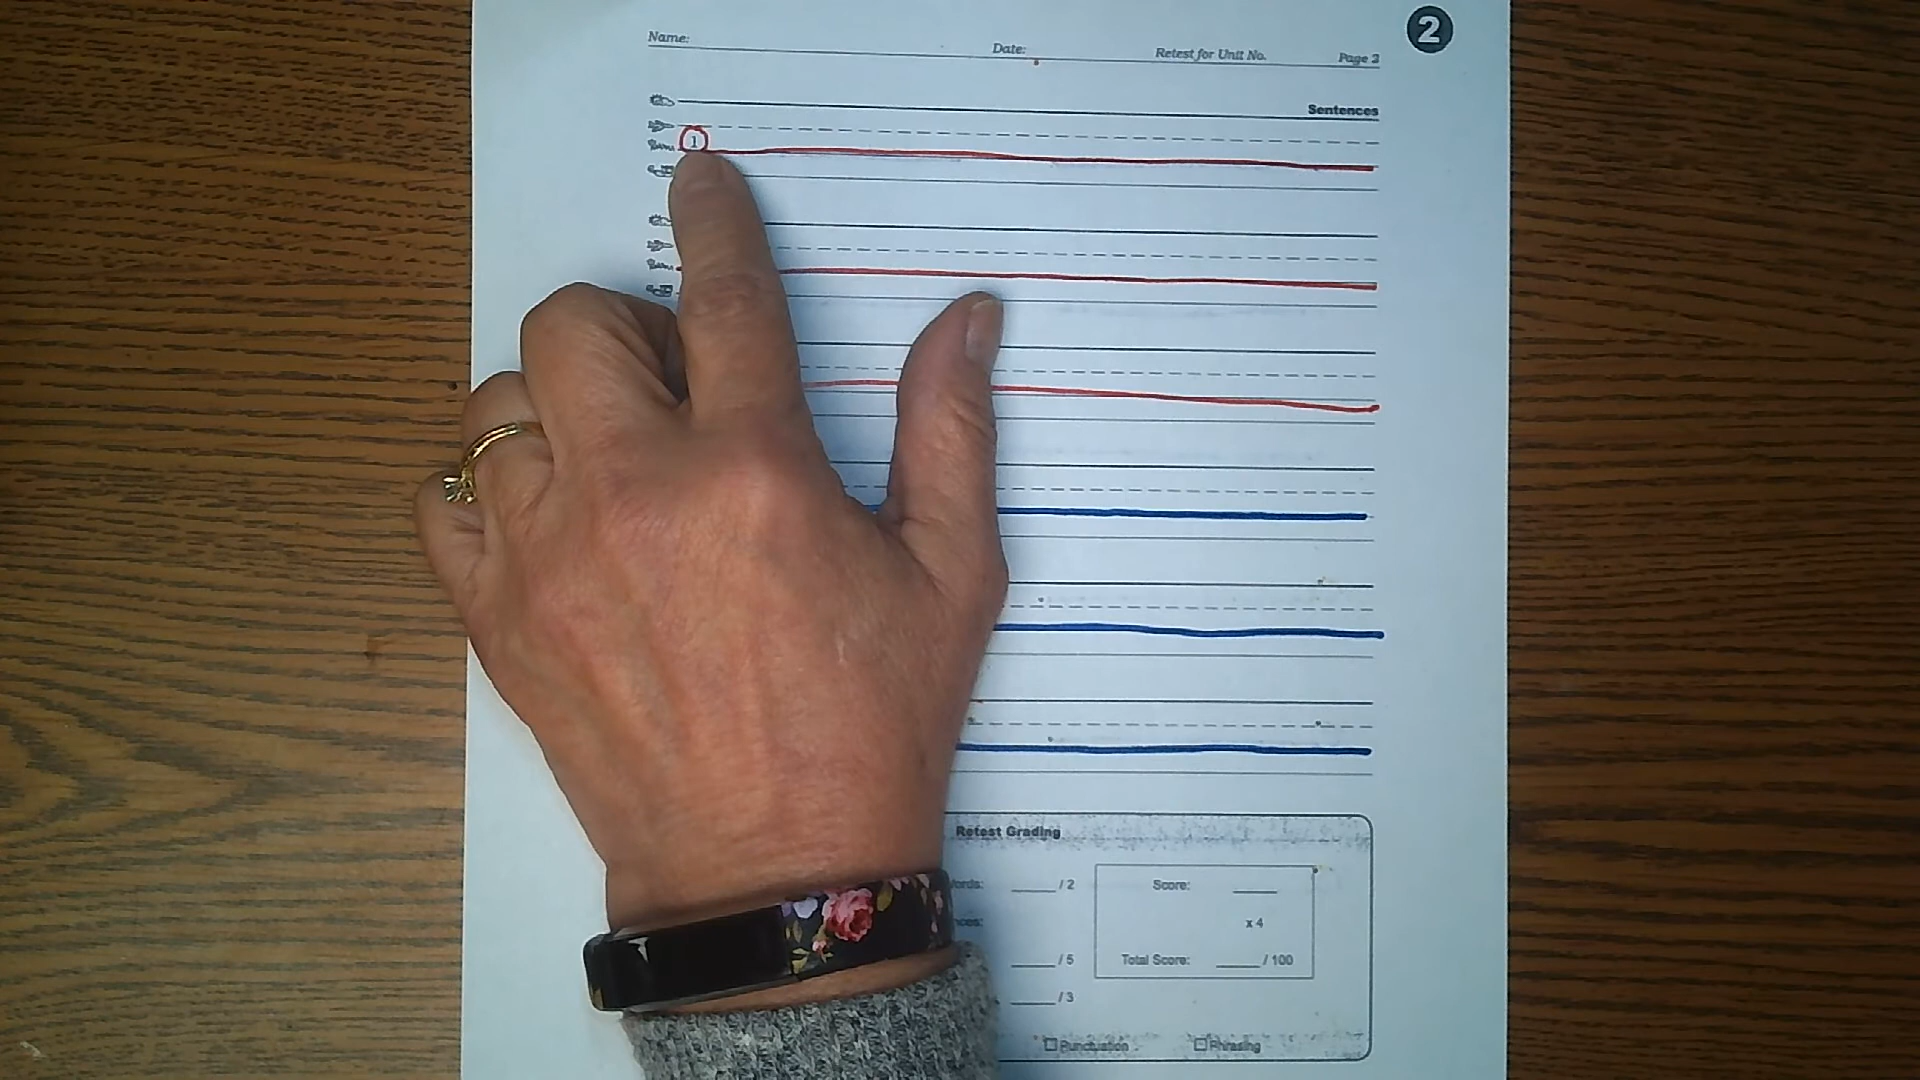 2
Name: Date: Retest for Unit No. Page 2
Sentences
1
Retest Grading
/ 2 Score:
x 4
/ 5 Total Score: / 100
/ 3
Punctuation Phrasing